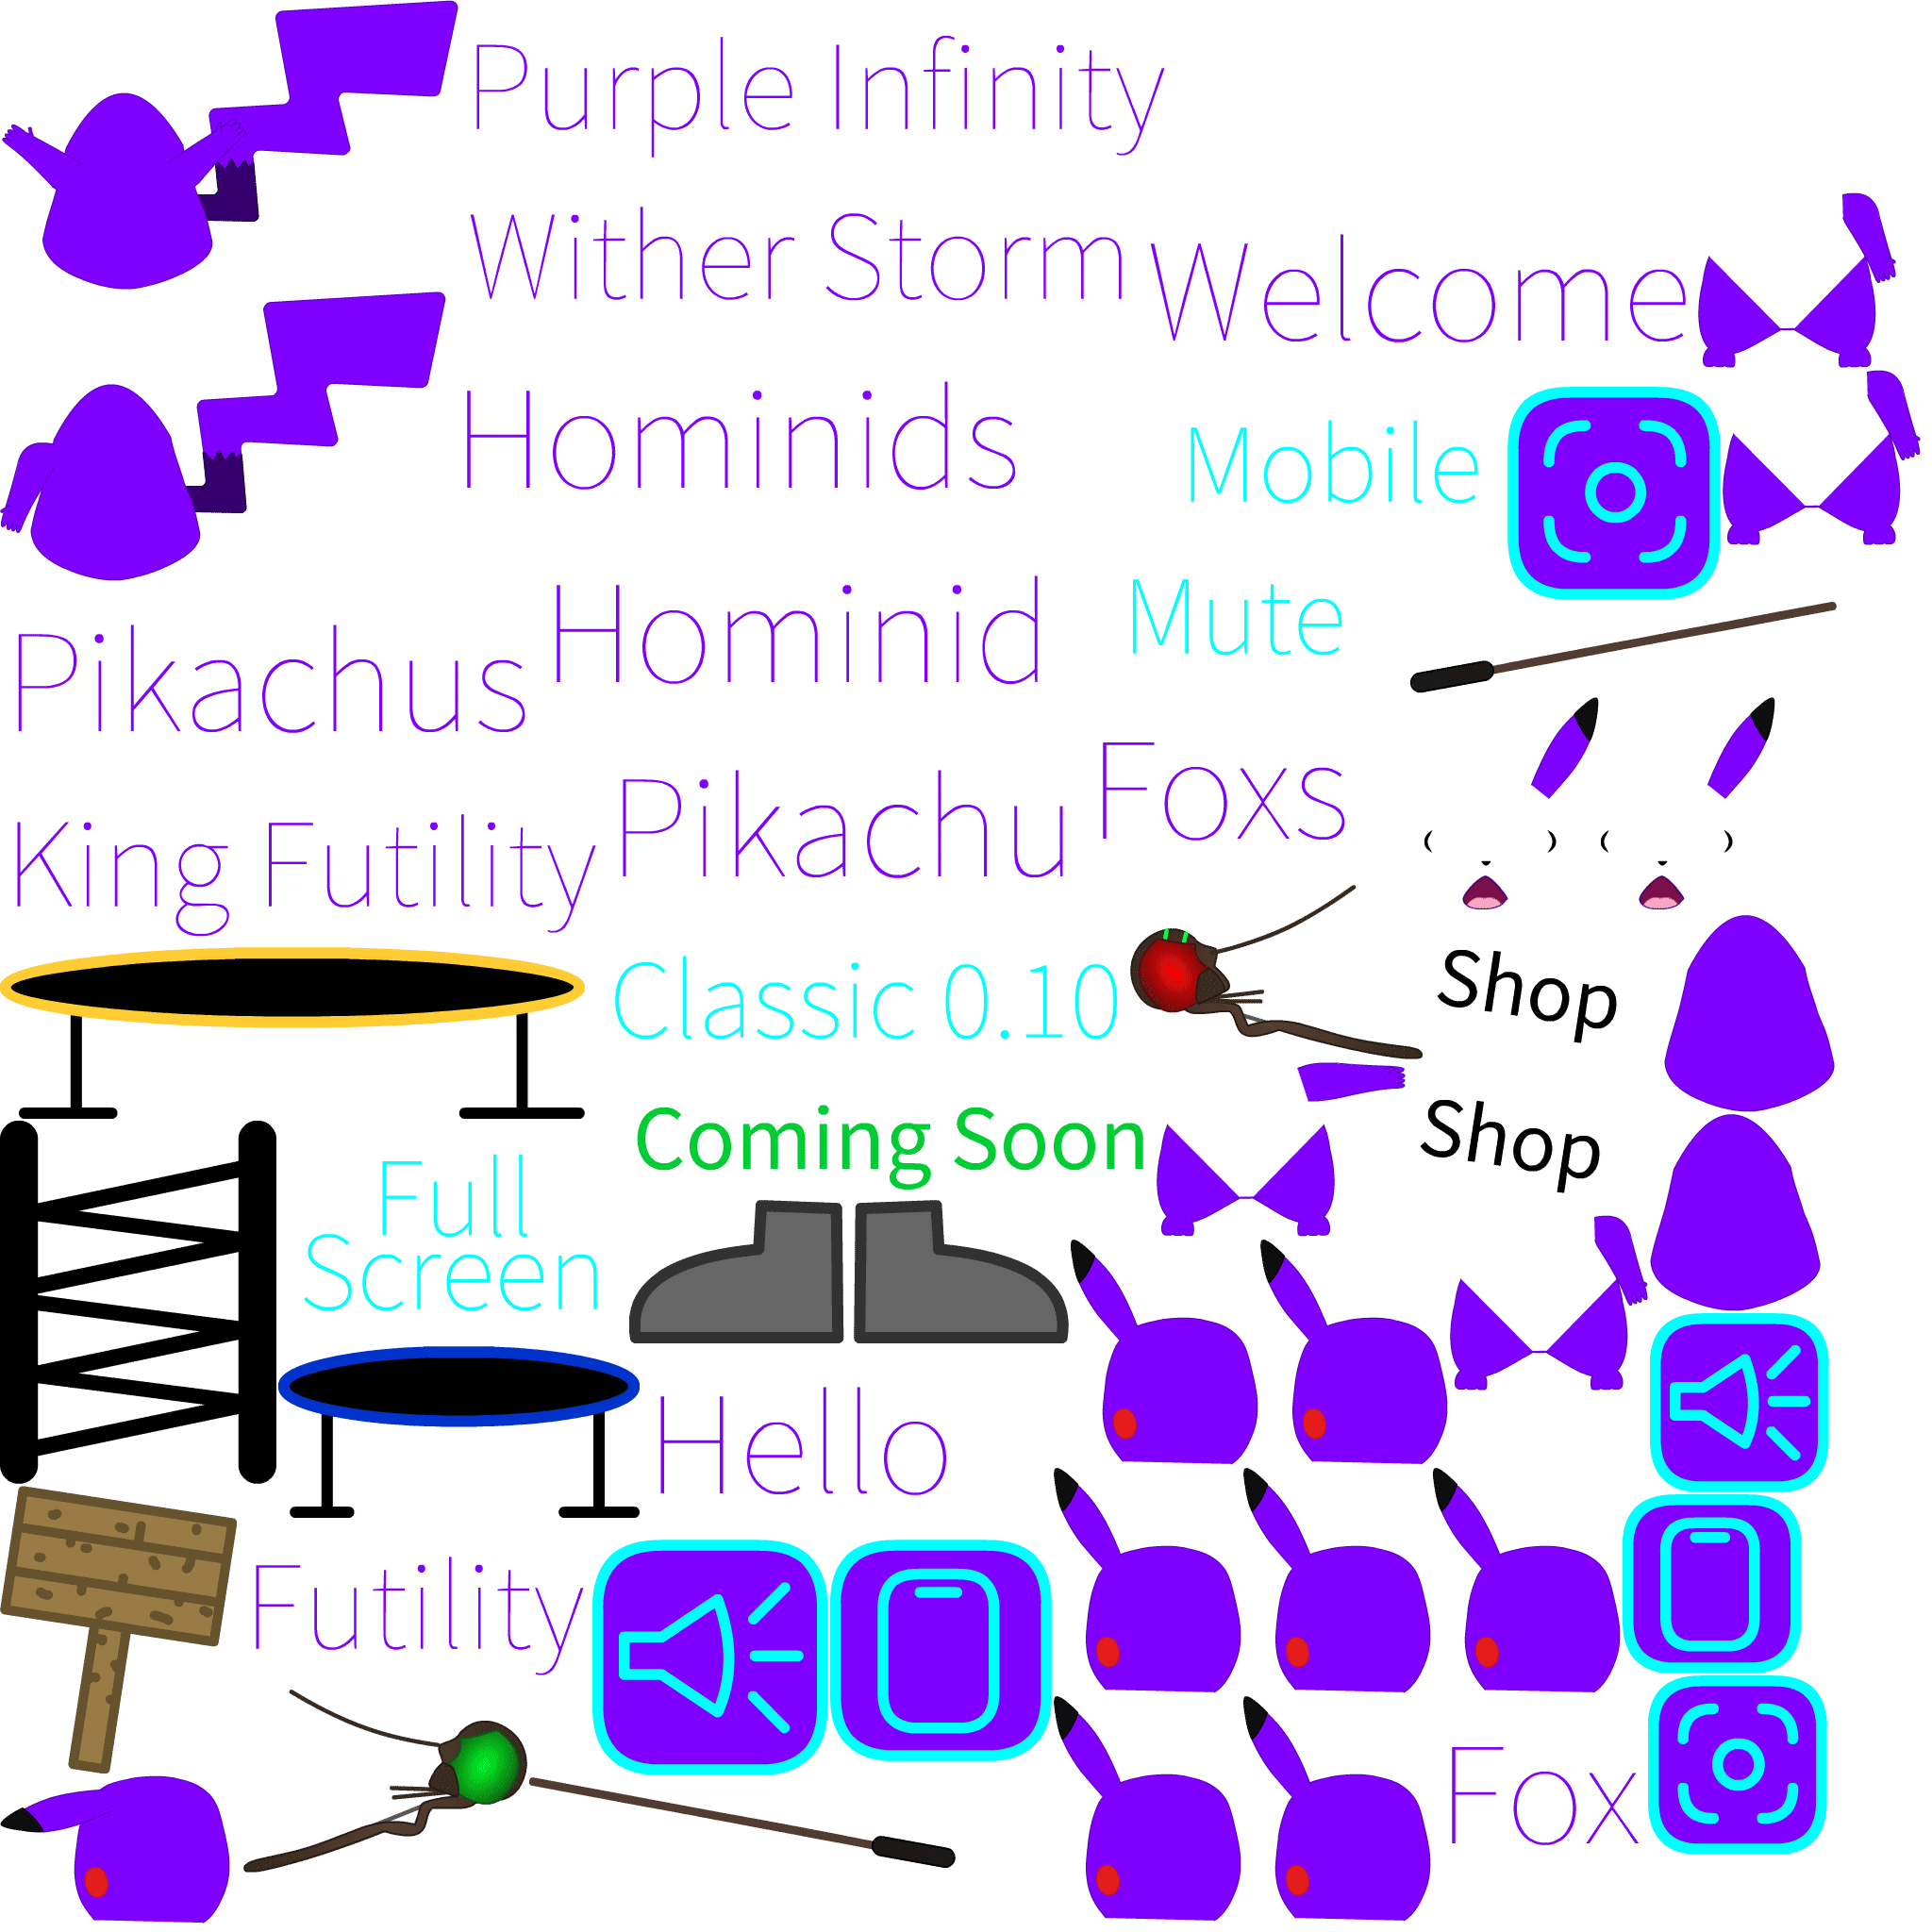 Purple Infinity
Wither Storm
Welcome
Hominids
Mobile
Hominid
Mute
Pikachus
Foxs
Pikachu
King Futility
Classic 0.10
Shop
Coming Soon
Shop
Full
Screen
Hello
Futility
Fox